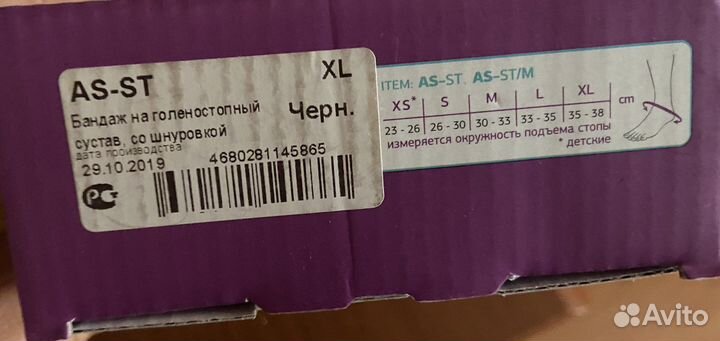 AS-ST XL
Бандаж на голеностопный
сустав, со шнуровкой Черн.
дата производства
29.10.2019
4680281145865
РС
ITEM: AS-ST, AS-ST/M
XS* S M L XL
23 - 26 26 - 30 30 - 33 33 - 35 35 - 38 cm
измеряется окружность подъема стопы
* детские
Avito